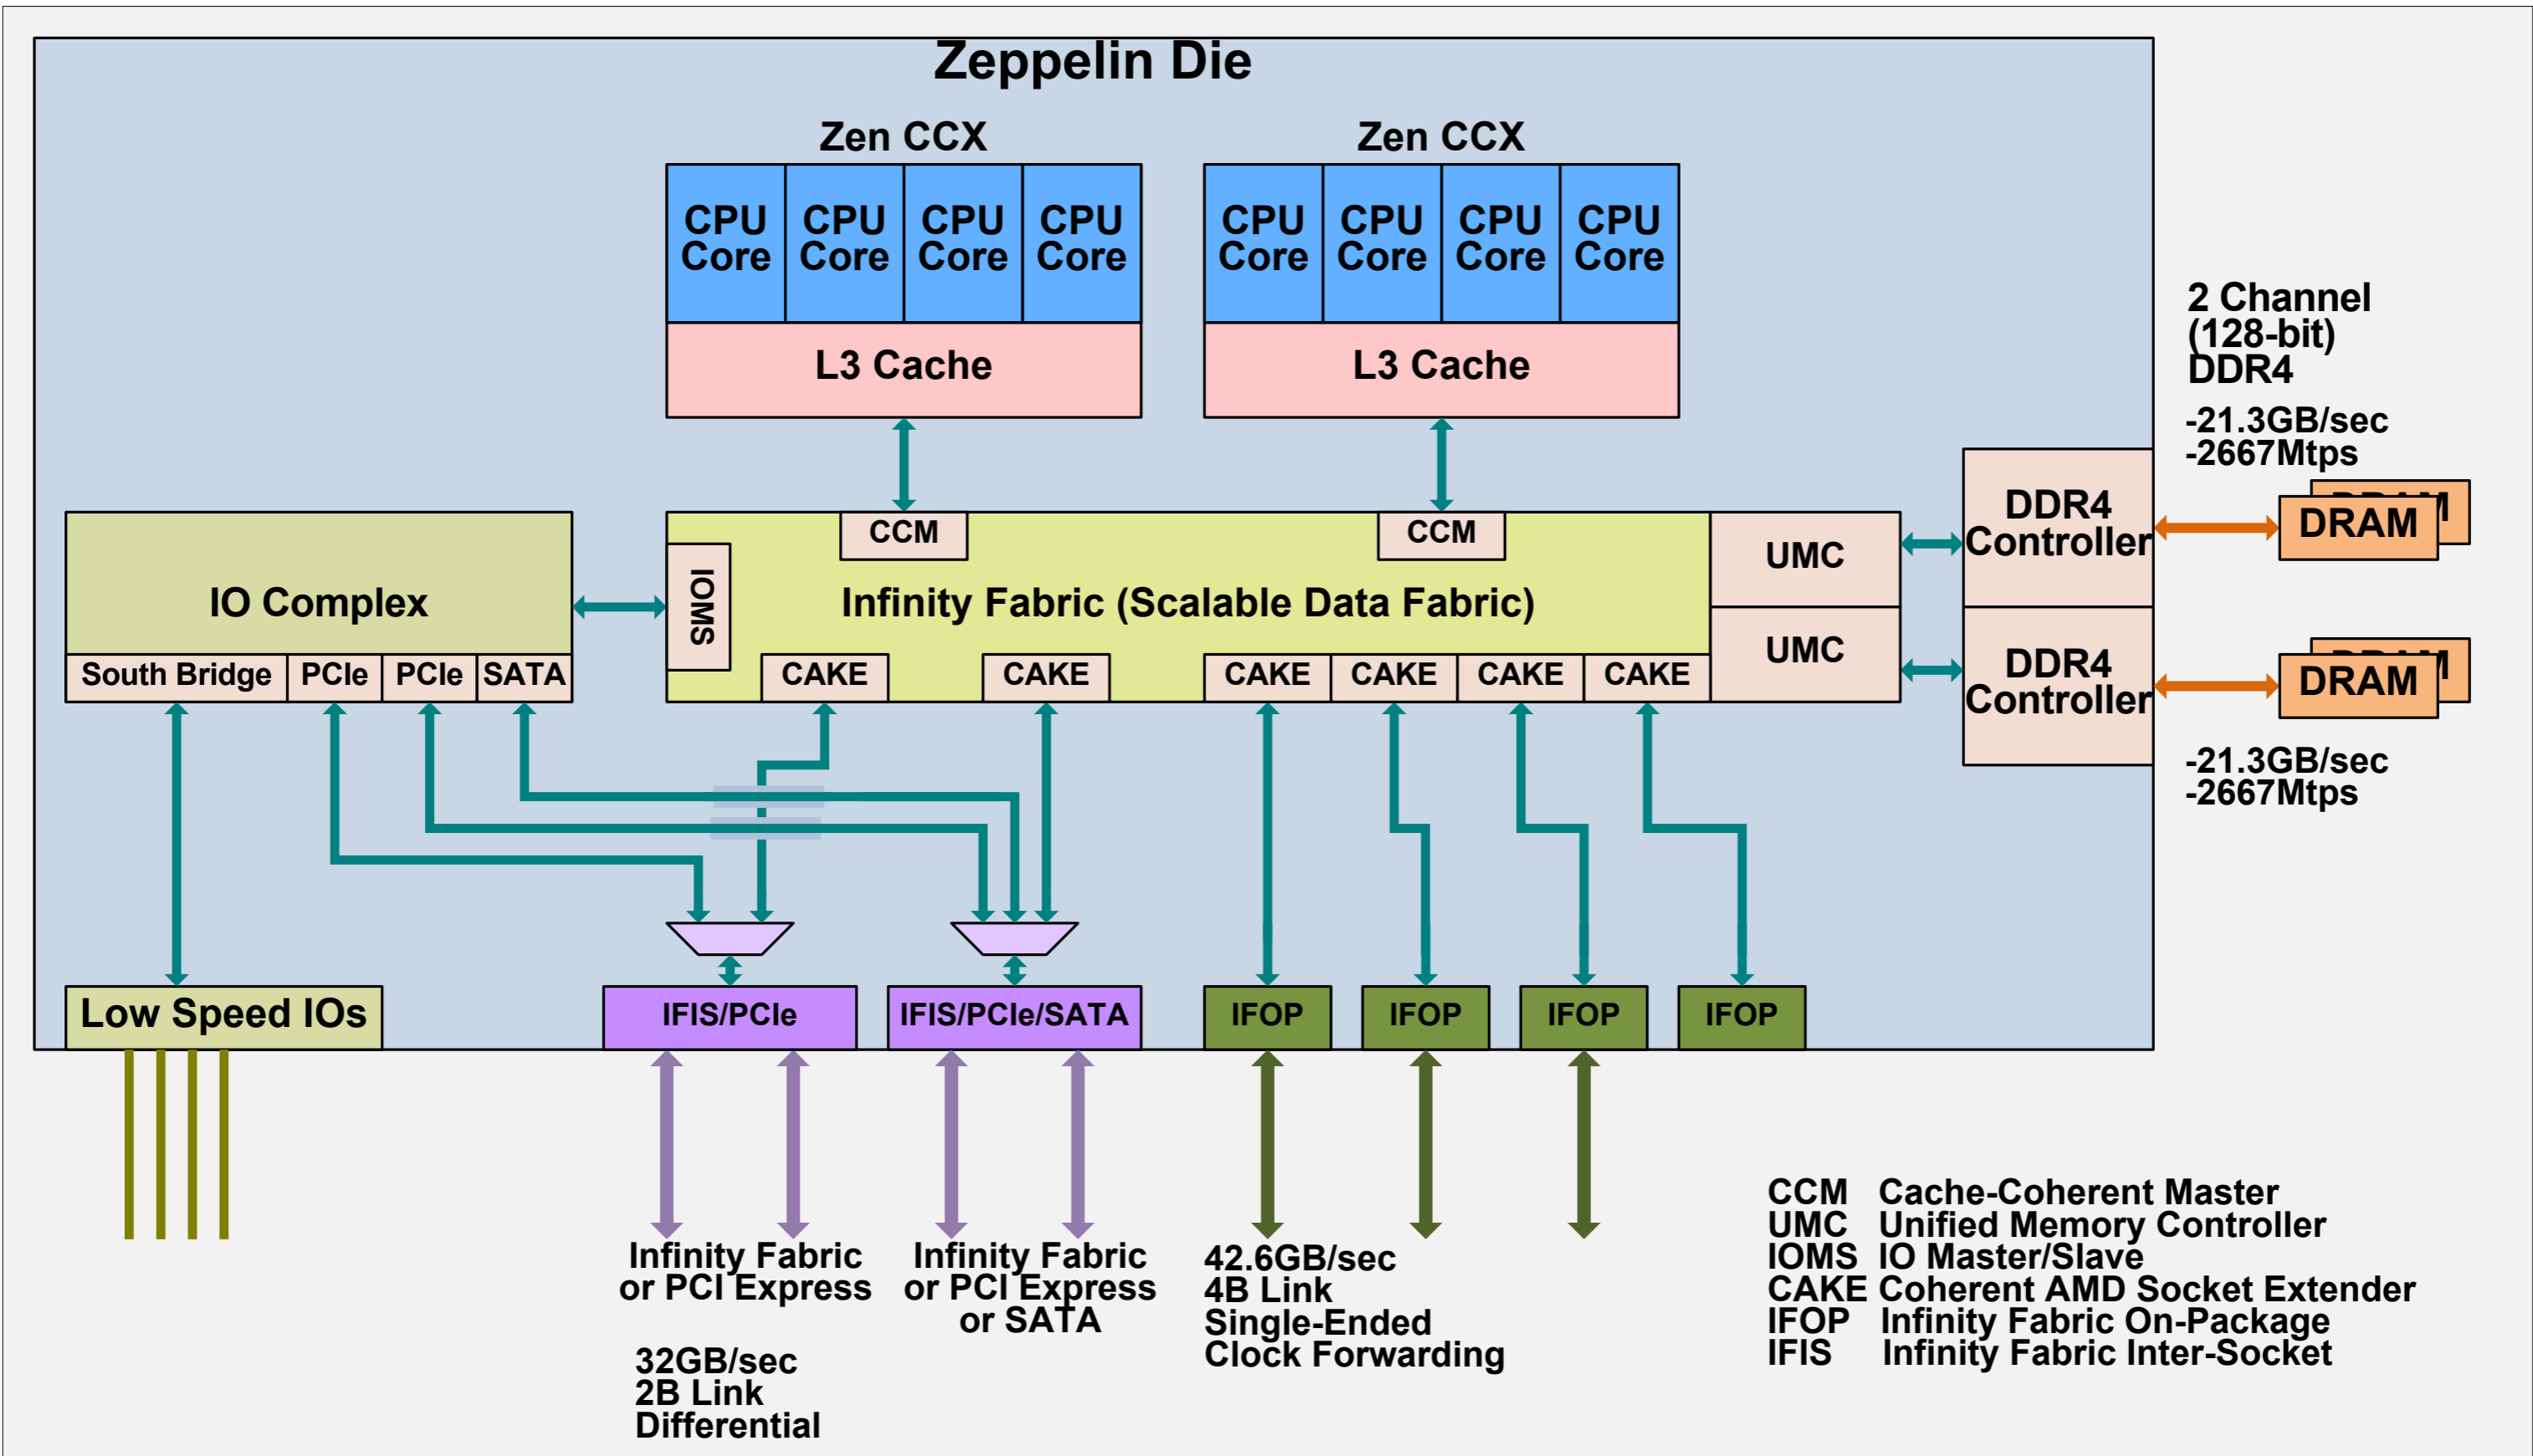 Zeppelin Die
Zen CCX
Zen CCX
CPU Core
CPU Core
CPU Core
CPU Core
CPU Core
CPU Core
CPU Core
CPU Core
L3 Cache
L3 Cache
2 Channel
(128-bit)
DDR4
-21.3GB/sec
-2667Mtps
IO Complex
South Bridge
PCIe
PCIe
SATA
IOMS
CCM
CCM
Infinity Fabric (Scalable Data Fabric)
CAKE
CAKE
CAKE
CAKE
CAKE
CAKE
UMC
UMC
DDR4
Controller
DDR4
Controller
DRAM
DRAM
DRAM
DRAM
-21.3GB/sec
-2667Mtps
Low Speed IOs
IFIS/PCIe
IFIS/PCIe/SATA
IFOP
IFOP
IFOP
IFOP
Infinity Fabric
or PCI Express
32GB/sec
2B Link
Differential
Infinity Fabric
or PCI Express
or SATA
42.6GB/sec
4B Link
Single-Ended
Clock Forwarding
CCM Cache-Coherent Master
UMC Unified Memory Controller
IOMS IO Master/Slave
CAKE Coherent AMD Socket Extender
IFOP Infinity Fabric On-Package
IFIS Infinity Fabric Inter-Socket